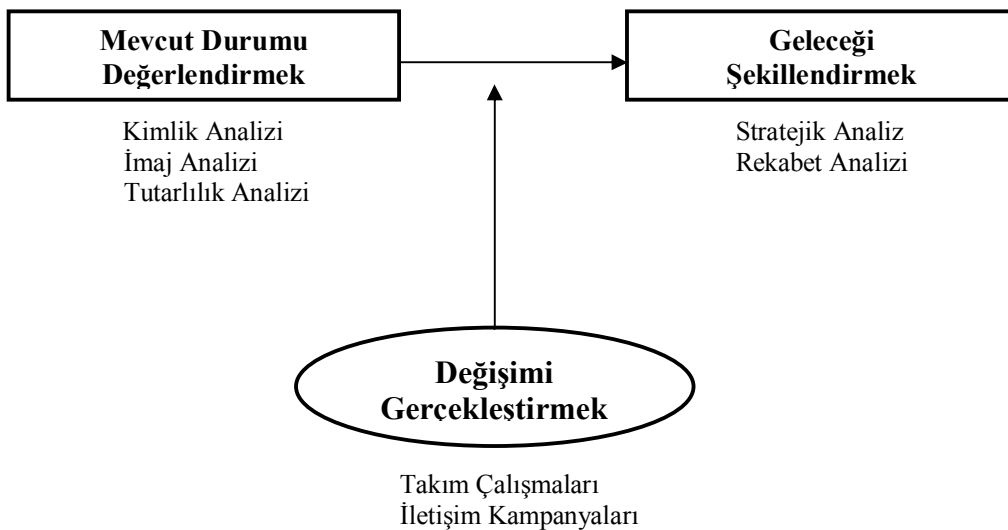 Mevcut Durumu
Değerlendirmek
Geleceği
Şekillendirmek
Kimlik Analizi
İmaj Analizi
Tutarlılık Analizi
Stratejik Analiz
Rekabet Analizi
Değişimi
Gerçekleştirmek
Takım Çalışmaları
İletişim Kampanyaları